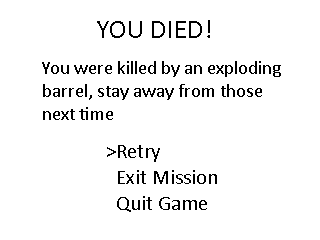 YOU DIED!
You were killed by an exploding
barrel, stay away from those
next time
>Retry
Exit Mission
Quit Game